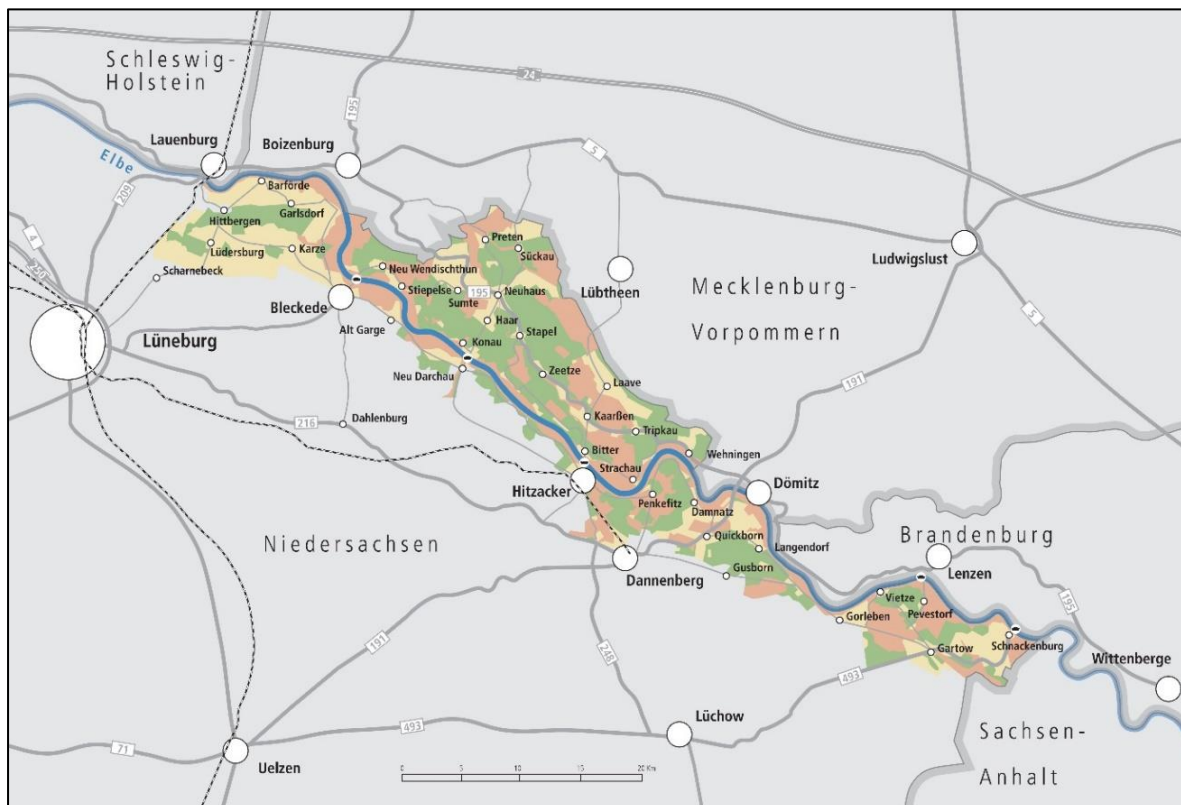 Schleswig-
Holstein
24
195
Lauenburg
Boizenburg
5
Elbe
Barförde
209
Garlsdorf
Hittbergen
Preten
4
Lüdersburg
Karze
Sückau
Ludwigslust
250
Scharnebeck
Neu Wendischthun
Lübtheen
Mecklenburg-
Vorpommern
Stiepelse
195
Neuhaus
Sumte
Bleckede
5
Alt Garge
Haar
Lüneburg
Stapel
Konau
Neu Darchau
Zeetze
191
Laave
216
Dahlenburg
Kaarßen
Tripkau
Bitter
Wehningen
Strachau
Hitzacker
Dömitz
Penkefitz
Damnatz
Niedersachsen
Quickborn
Brandenburg
Langendorf
Dannenberg
Gusborn
Lenzen
Vietze
Pevestorf
195
Gorleben
191
248
Schnackenburg
Gartow
Wittenberge
493
Lüchow
493
71
Sachsen-
Anhalt
Uelzen
0 5 10 15 20 Km